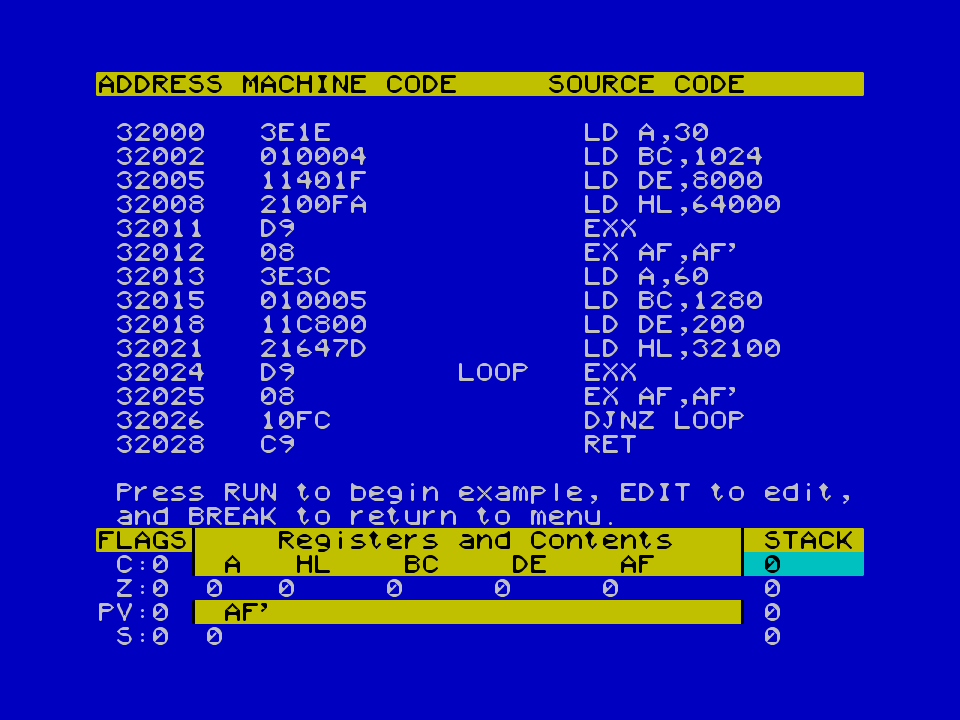 ADDRESS MACHINE CODE SOURCE CODE
32000 3E1E LD A,30
32002 010004 LD BC,1024
32005 11401F LD DE,8000
32008 2100FA LD HL,64000
32011 D9 EXX
32012 08 EX AF,AF'
32013 3E3C LD A,60
32015 010005 LD BC,1280
32018 11C800 LD DE,200
32021 21647D LD HL,32100
32024 D9 LOOP EXX
32025 08 EX AF,AF'
32026 10FC DJNZ LOOP
32028 C9 RET
Press RUN to begin example, EDIT to edit,
and BREAK to return to menu.
FLAGS Registers and Contents STACK
C:0 A HL BC DE AF 0
Z:0 0 0 0 0 0 0
PV:0 AF' 0
S:0 0 0